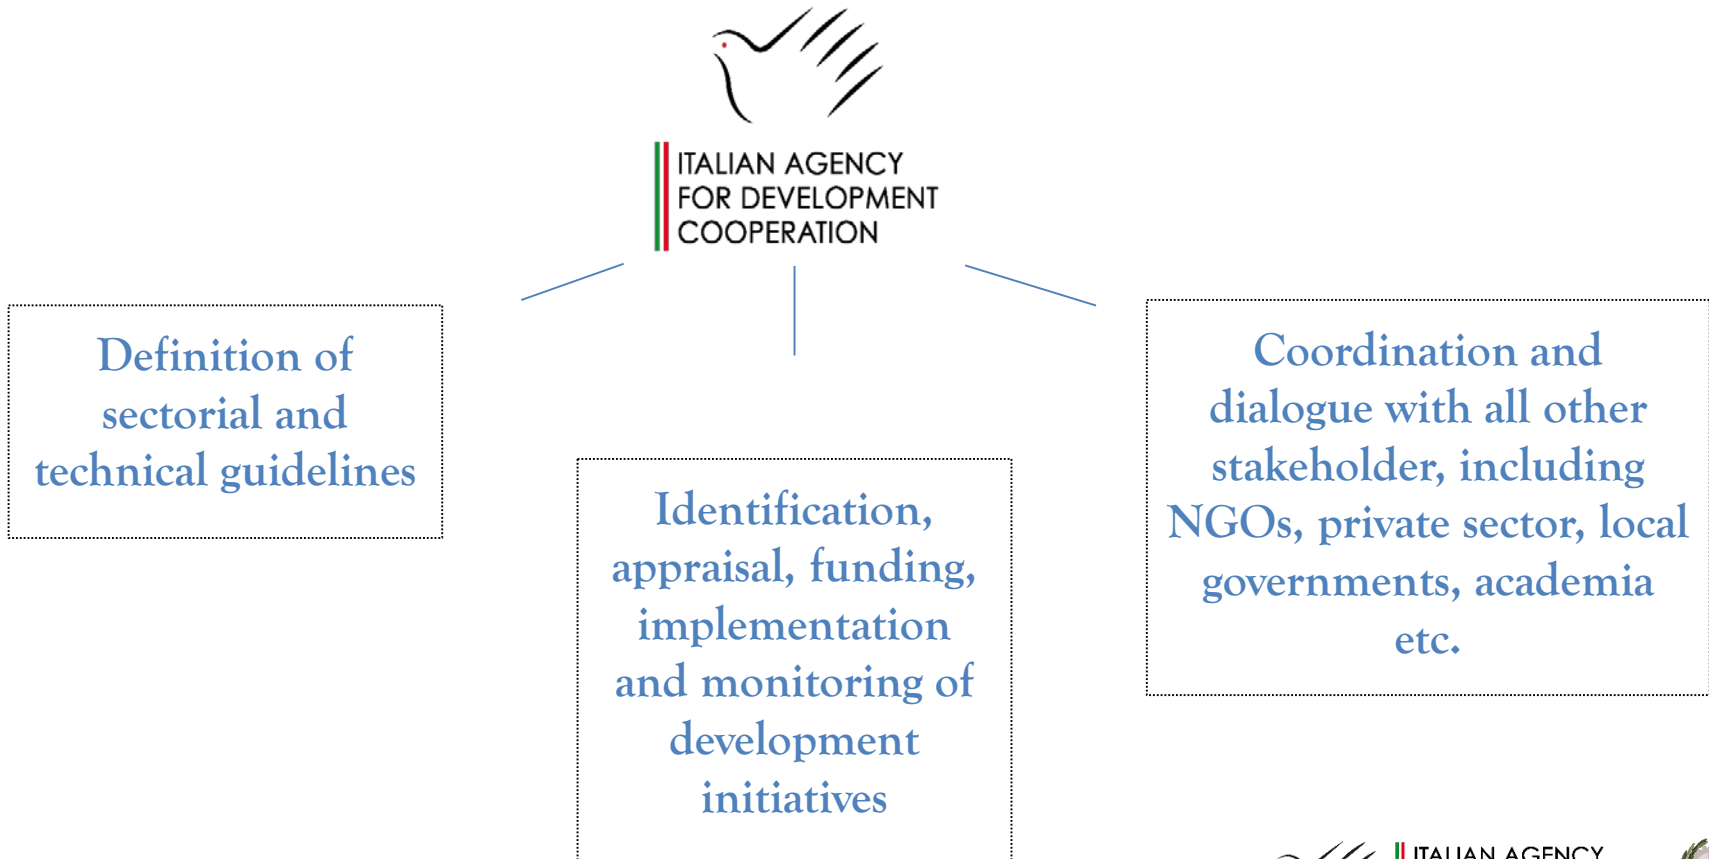 ITALIAN AGENCY
FOR DEVELOPMENT
COOPERATION
Definition of
sectorial and
technical guidelines
Identification,
appraisal, funding,
implementation
and monitoring of
development
initiatives
Coordination and
dialogue with all other
stakeholder, including
NGOs, private sector, local
governments, academia
etc.
ITALIAN AGENCY